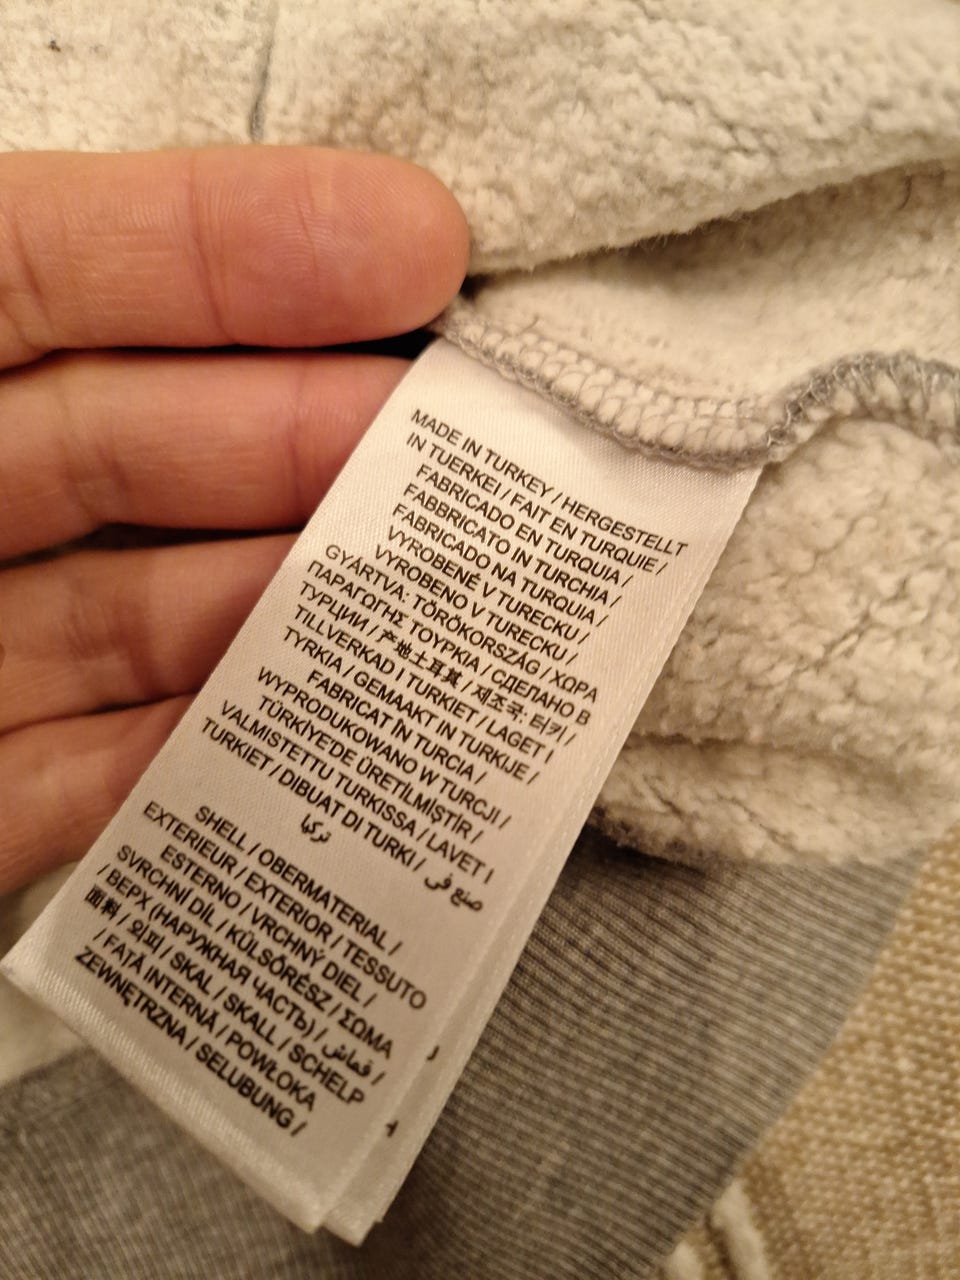 MADE IN TURKEY / HERGESTELLT
IN TUERKEI / FAIT EN TURQUIE /
FABRICADO EN TURQUIA /
FABBRICATO IN TURCHIA /
FABRICADO NA TURQUIA /
VYROBENÉ V TURECKU /
VYROBENO V TURECKU /
GYÁRTVA: TÖRÖKORSZÁG / ΧΩΡΑ
ΠΑΡΑΓΩΓΗΣ ΤΟΥΡΚΙΑ / СДЕЛАНО В
ТУРЦИИ / 产地土耳其 / 제조국: 터키 /
TILLVERKAD I TURKIET / LAGET I
TYRKIA / GEMAAKT IN TURKIJE /
FABRICAT ÎN TURCIA /
WYPRODUKOWANO W TURCJI /
TÜRKİYE'DE ÜRETİLMİŞTİR /
VALMISTETTU TURKISSA / LAVET I
TURKIET / DIBUAT DI TURKI / صنع في
تركيا
SHELL / OBERMATERIAL /
EXTERIEUR / EXTERIOR / TESSUTO
ESTERNO / VRCHNÝ DIEL /
SVRCHNÍ DÍL / KÜLSŐRÉSZ / ΣΩΜΑ
/ ВЕРХ (НАРУЖНАЯ ЧАСТЬ) / قماش /
面料 / 외피 / SKAL / SKALL / SCHELP
/ FAȚĂ INTERNĂ / POWŁOKA
ZEWNĘTRZNA / SELUBUNG /